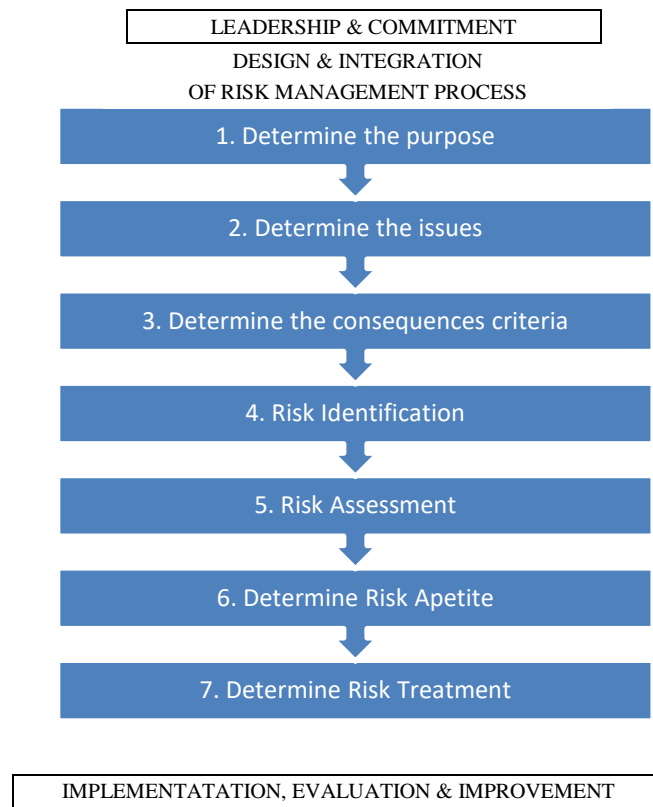 LEADERSHIP & COMMITMENT
DESIGN & INTEGRATION
OF RISK MANAGEMENT PROCESS
1. Determine the purpose
2. Determine the issues
3. Determine the consequences criteria
4. Risk Identification
5. Risk Assessment
6. Determine Risk Apetite
7. Determine Risk Treatment
IMPLEMENTATATION, EVALUATION & IMPROVEMENT